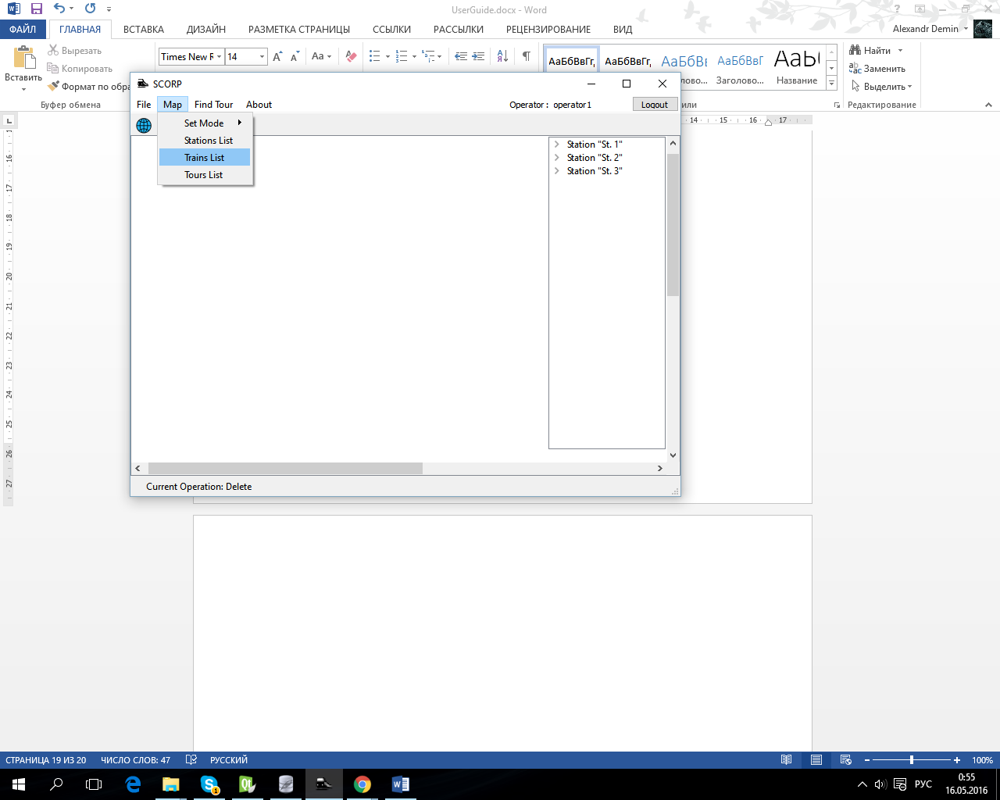 UserGuide.docx - Word
ФАЙЛ ГЛАВНАЯ ВСТАВКА ДИЗАЙН РАЗМЕТКА СТРАНИЦЫ ССЫЛКИ РАССЫЛКИ РЕЦЕНЗИРОВАНИЕ ВИД Alexandr Demin
Вставить
Вырезать
Копировать
Формат по обра
Буфер обмена
Times New R 14
Aa
АаБбВвГг, АаБбВвГг, АаБбВв АаБбВвГ Аа
лово... Заголово... Название
или
Найти
Заменить
Выделить
Редактирование
SCORP
File Map Find Tour About Operator : operator1 Logout
Set Mode
Stations List
Trains List
Tours List
Station "St. 1"
Station "St. 2"
Station "St. 3"
Current Operation: Delete
14 15 16 17
16
17
18
19
20
21
22
23
24
25
26
27
СТРАНИЦА 19 ИЗ 20 ЧИСЛО СЛОВ: 47 РУССКИЙ 100%
РУС 0:55
16.05.2016